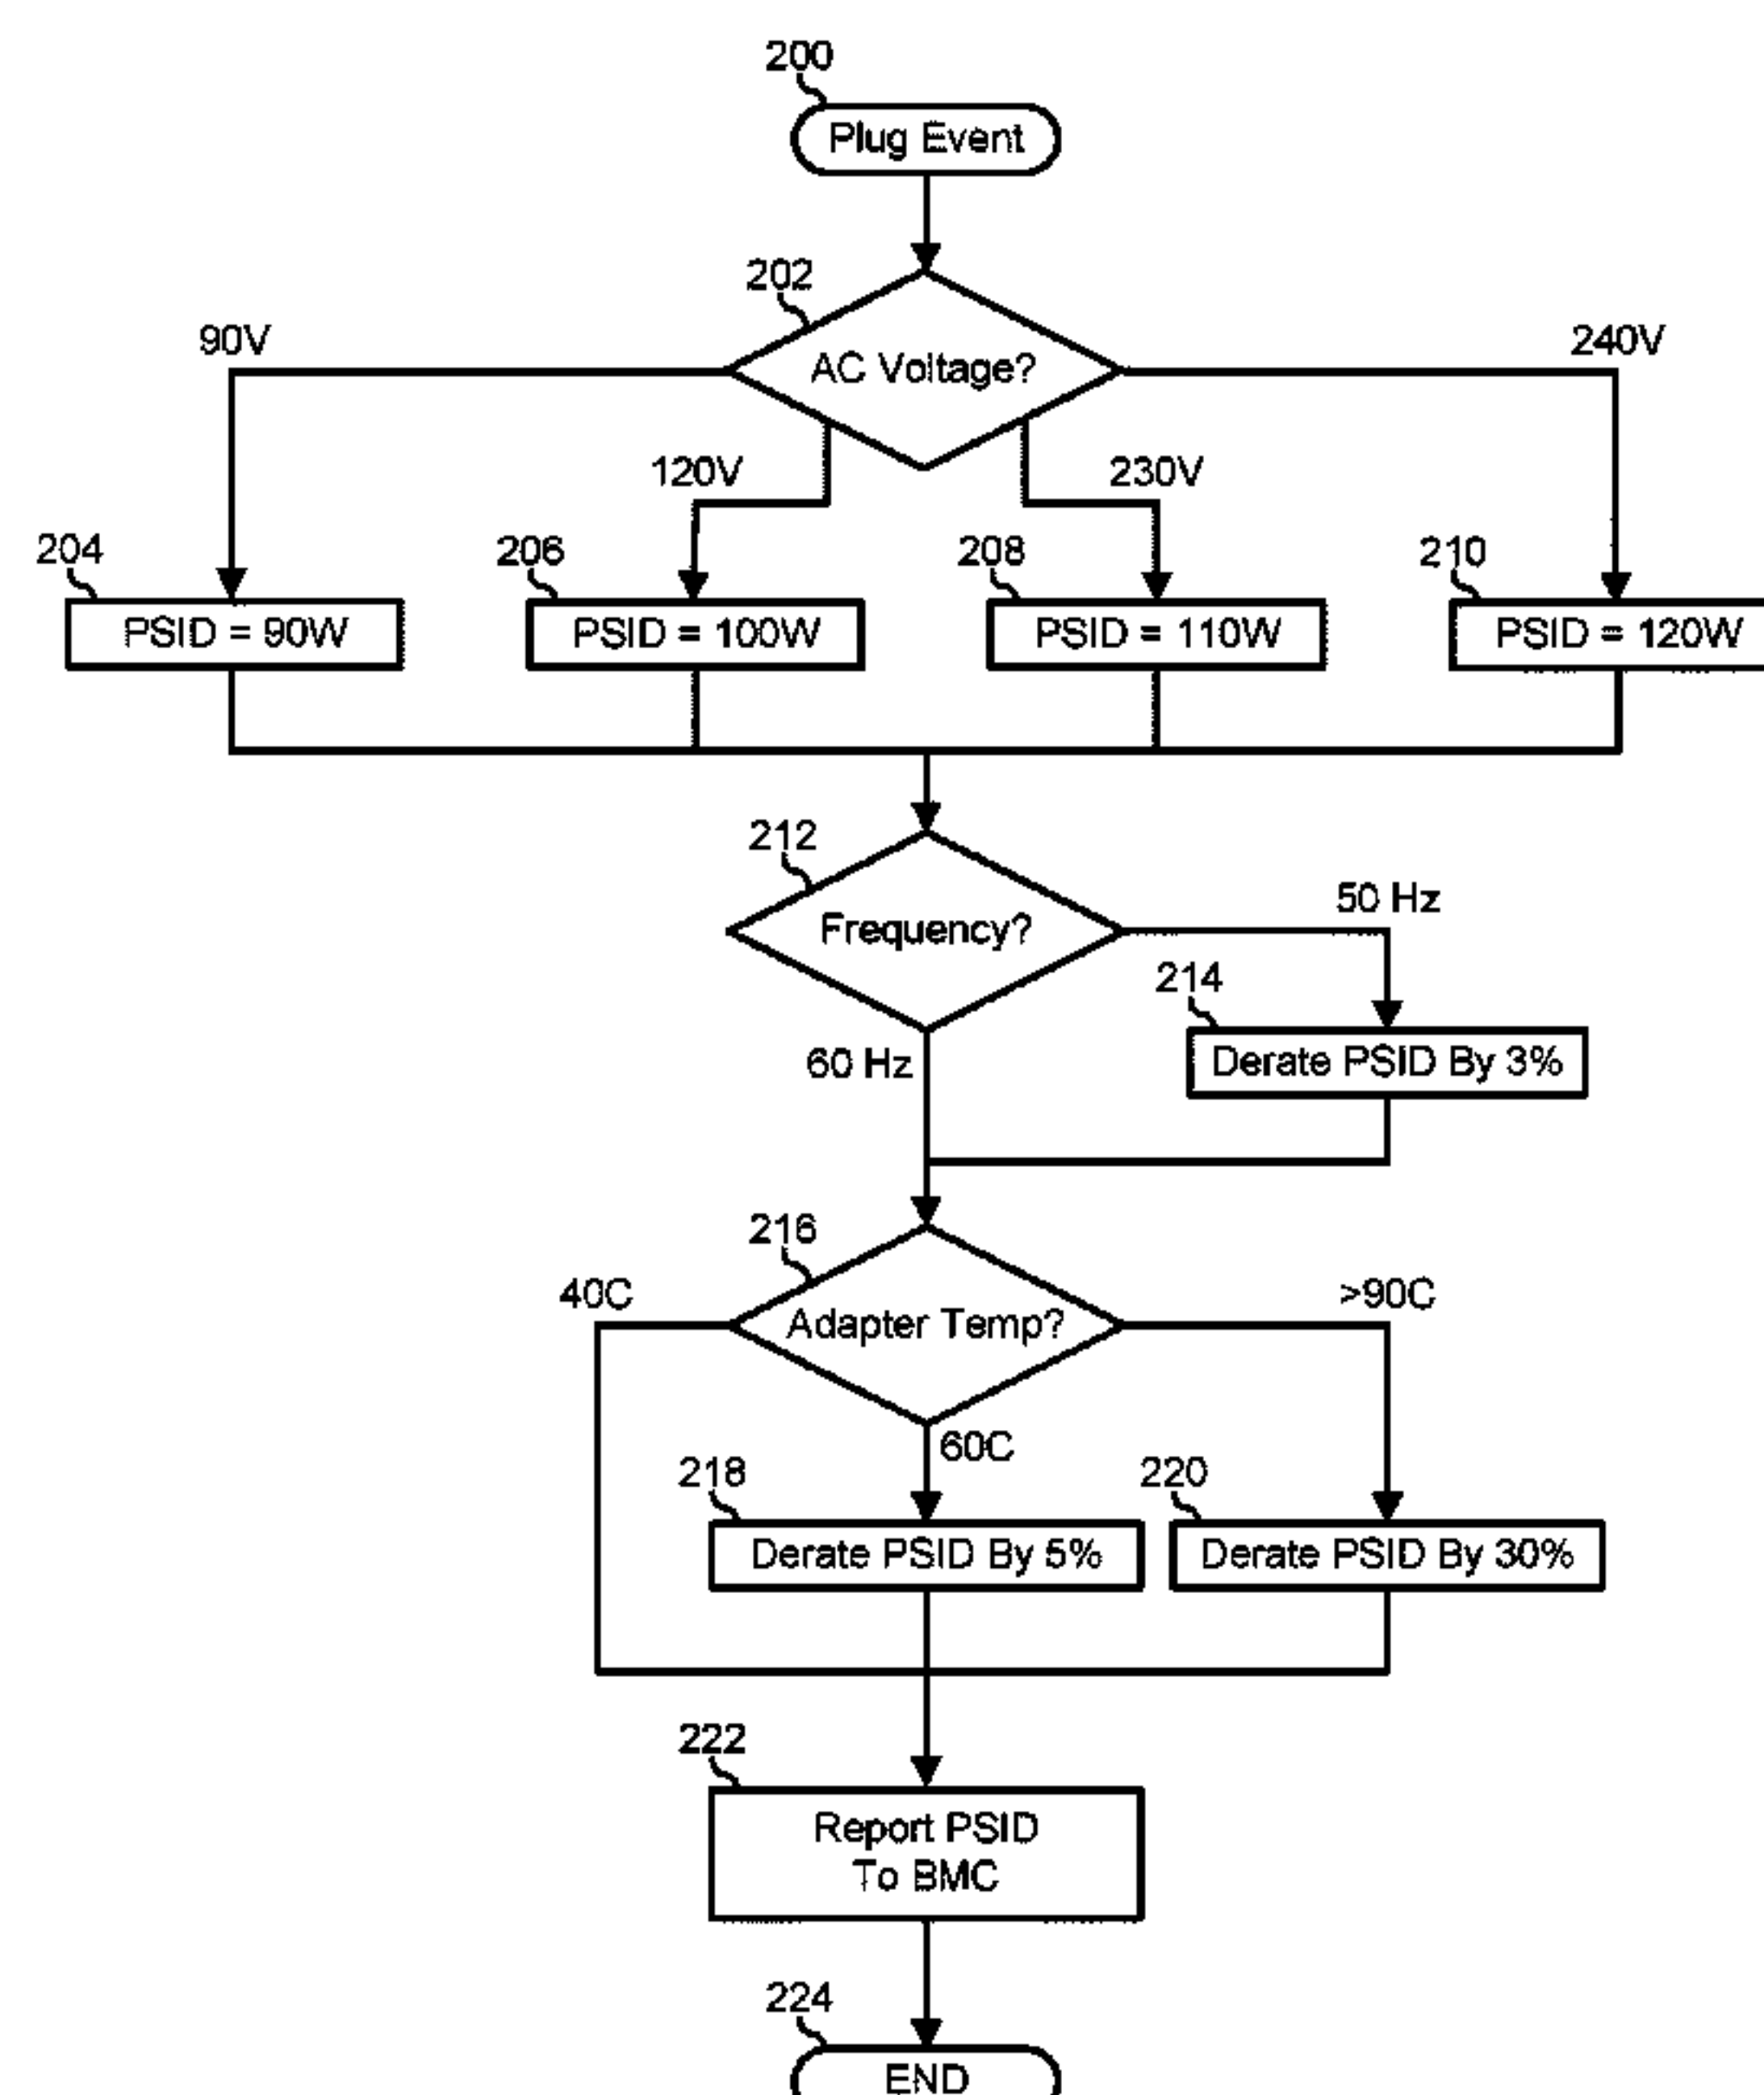 200
Plug Event
202
AC Voltage?
90V
240V
120V
230V
204
206
208
210
PSID = 90W
PSID = 100W
PSID = 110W
PSID = 120W
212
Frequency?
50 Hz
214
60 Hz
Derate PSID By 3%
216
40C
>90C
Adapter Temp?
60C
218
220
Derate PSID By 5%
Derate PSID By 30%
222
Report PSID
To BMC
224
END